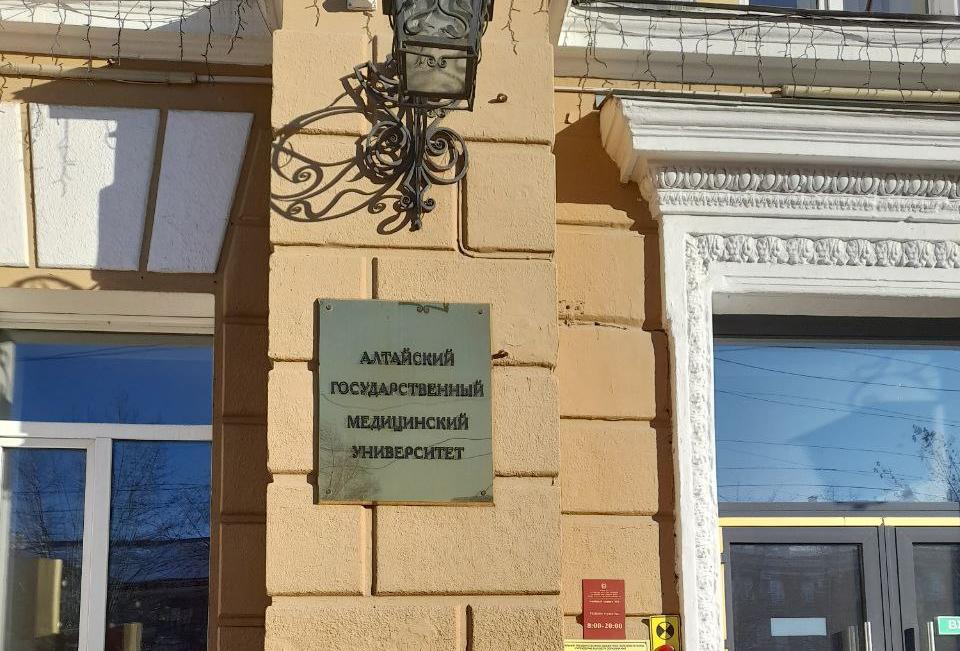 АЛТАЙСКИЙ
ГОСУДАРСТВЕННЫЙ
МЕДИЦИНСКИЙ
УНИВЕРСИТЕТ
8:00-20:00